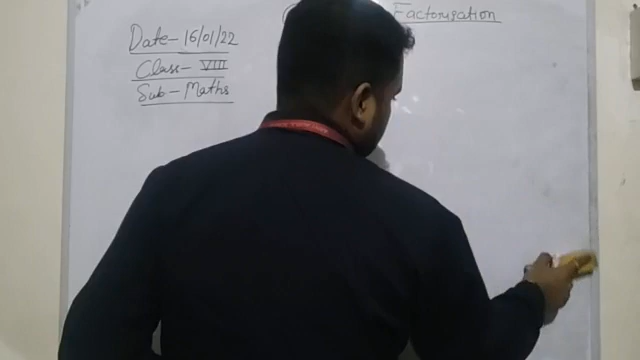 Date- 16/01/22
Class- VIII
Sub- Maths
Factorisation